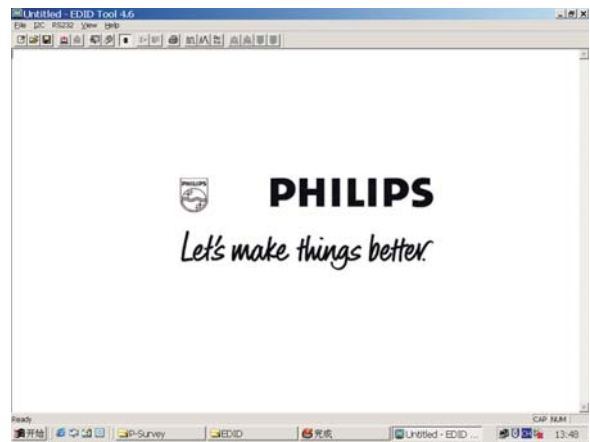 Untitled - EDID Tool 4.6
File I2C RS232 View Help
PHILIPS
PHILIPS
Let's make things better.
Ready
CAP NUM
开始
P-Survey
EDID
完成
Untitled - EDID ...
13:48